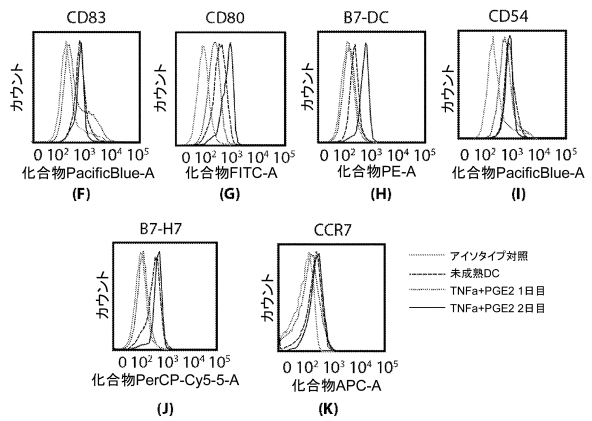 CD83
CD80
B7-DC
CD54
カウント
カウント
カウント
カウント
0 10² 10³ 10⁴ 10⁵
0 10² 10³ 10⁴ 10⁵
0 10² 10³ 10⁴ 10⁵
0 10² 10³ 10⁴ 10⁵
化合物PacificBlue-A
化合物FITC-A
化合物PE-A
化合物PacificBlue-A
(F)
(G)
(H)
(I)
B7-H7
CCR7
カウント
カウント
0 10² 10³ 10⁴ 10⁵
0 10² 10³ 10⁴ 10⁵
化合物PerCP-Cy5-5-A
化合物APC-A
(J)
(K)
アイソタイプ対照
未成熟DC
TNFa+PGE2 1日目
TNFa+PGE2 2日目